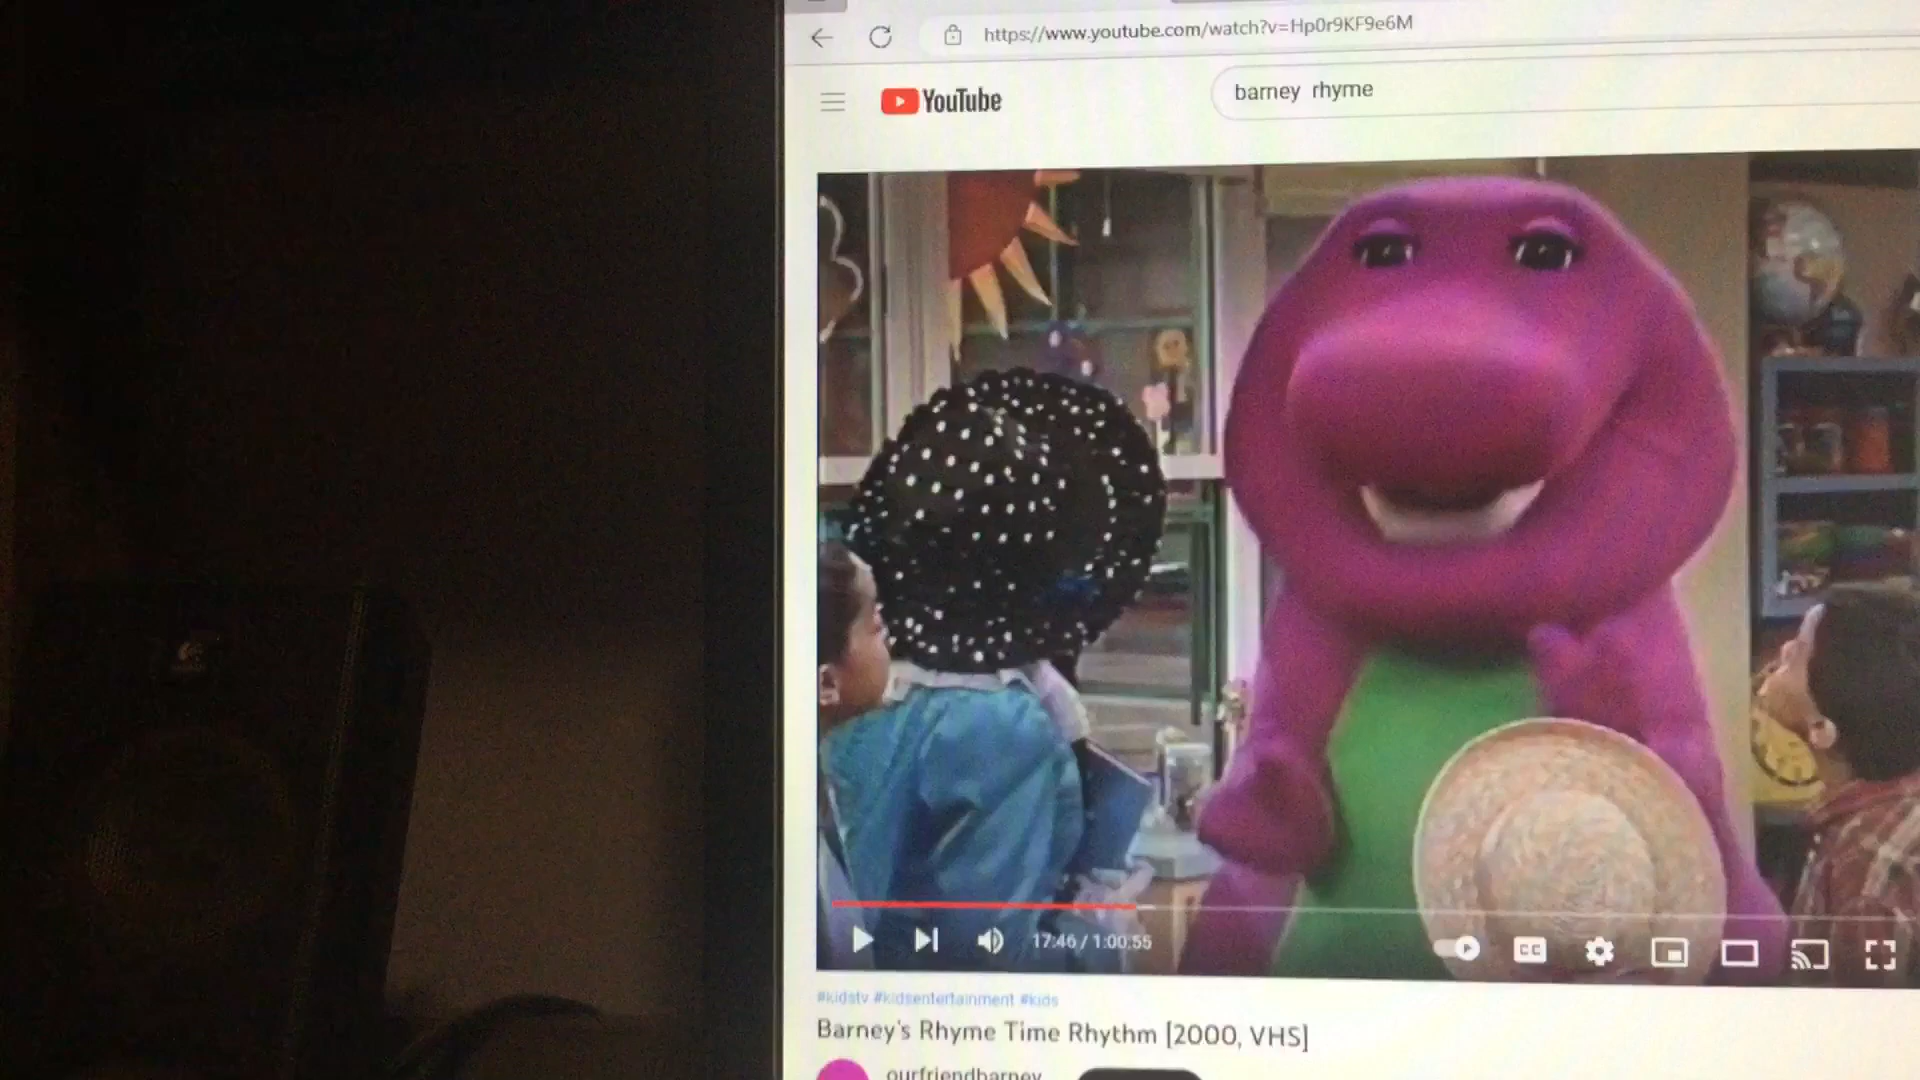 https://www.youtube.com/watch?v=Hp0r9KF9e6M
YouTube
barney rhyme
17:46 / 1:00:55
CC
#kidstv #kidsentertainment #kids
Barney's Rhyme Time Rhythm [2000, VHS]
ourfriendbarney